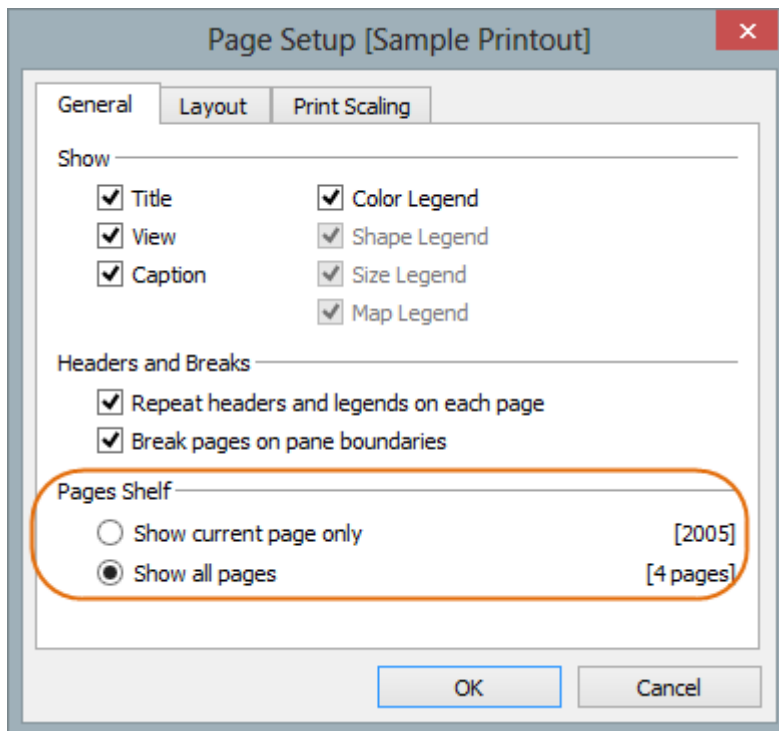 Page Setup [Sample Printout]
General Layout Print Scaling
Show
Title Color Legend
View Shape Legend
Caption Size Legend
Map Legend
Headers and Breaks
Repeat headers and legends on each page
Break pages on pane boundaries
Pages Shelf
Show current page only [2005]
Show all pages [4 pages]
OK Cancel